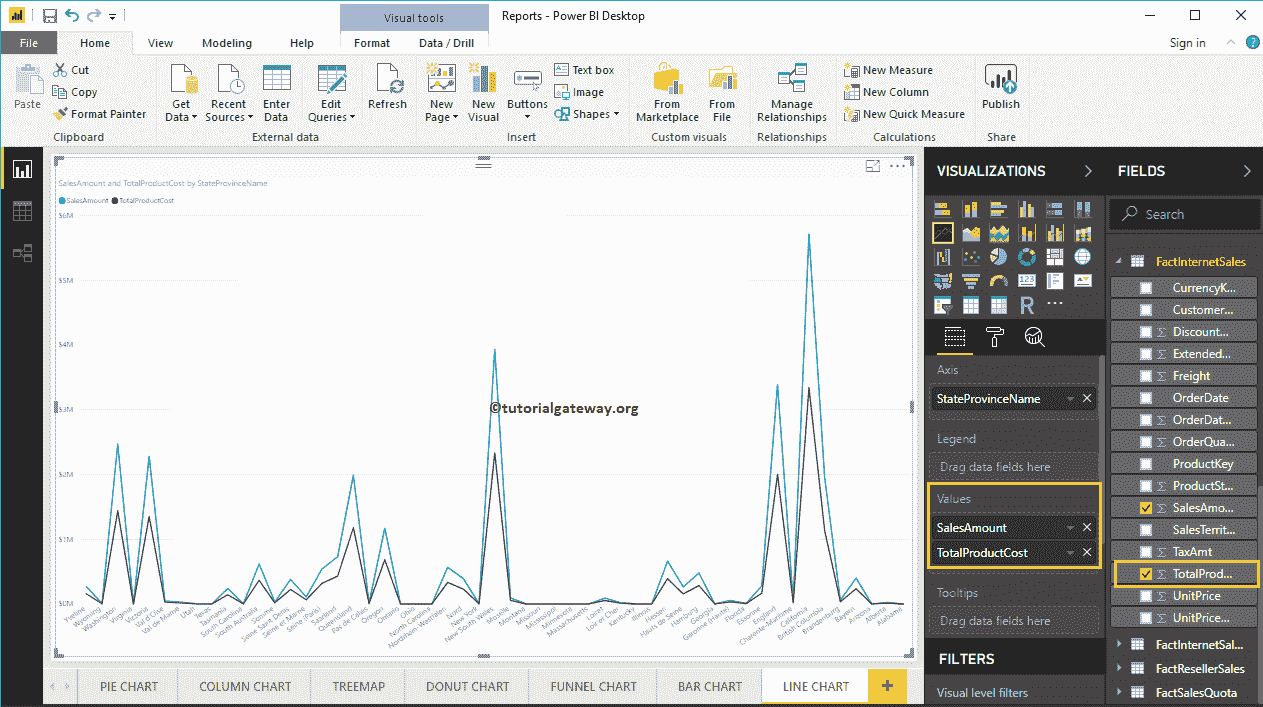 Visual tools
Reports - Power BI Desktop
File
Home
View
Modeling
Help
Format
Data / Drill
Sign in
?
Paste
Cut
Copy
Format Painter
Clipboard
Get Data
Recent Sources
Enter Data
Edit Queries
Refresh
External data
New Page
New Visual
Buttons
Text box
Image
Shapes
Insert
From Marketplace
From File
Custom visuals
Manage Relationships
Relationships
New Measure
New Column
New Quick Measure
Calculations
Publish
Share
SalesAmount and TotalProductCost by StateProvinceName
SalesAmount
TotalProductCost
$6M
$5M
$4M
$3M
$2M
$1M
$0M
©tutorialgateway.org
Yveline
Wyoming
Washington
Virginia
Victoria
Val d'Oise
Val de Marne
Utah
Texas
Tasmania
South Carolina
South Australia
Somme
Seine Saint Denis
Seine et Marne
Seine (Paris)
Saarland
Queensland
Pas de Calais
Oregon
Ontario
Ohio
North Carolina
Nordrhein-Westfalen
Nord
New York
New South Wales
Moselle
Montana
Missouri
Mississippi
Minnesota
Massachusetts
Loiret
Loir et Cher
Kentucky
Illinois
Hessen
Hauts de Seine
Hamburg
Georgia
Garonne (Haute)
Florida
Essonne
England
Charente-Maritime
California
British Columbia
Brandenburg
Bayern
Arizona
Alabama
PIE CHART
COLUMN CHART
TREEMAP
DONUT CHART
FUNNEL CHART
BAR CHART
LINE CHART
+
VISUALIZATIONS
123
R
Axis
StateProvinceName
Legend
Drag data fields here
Values
SalesAmount
TotalProductCost
Tooltips
Drag data fields here
FILTERS
Visual level filters
FIELDS
Search
FactInternetSales
CurrencyK...
Customer...
Discount...
Extended...
Freight
OrderDate
OrderDat...
OrderQua...
ProductKey
ProductSt...
SalesAmo...
SalesTerrit...
TaxAmt
TotalProd...
UnitPrice
UnitPrice...
FactInternetSal...
FactResellerSales
FactSalesQuota